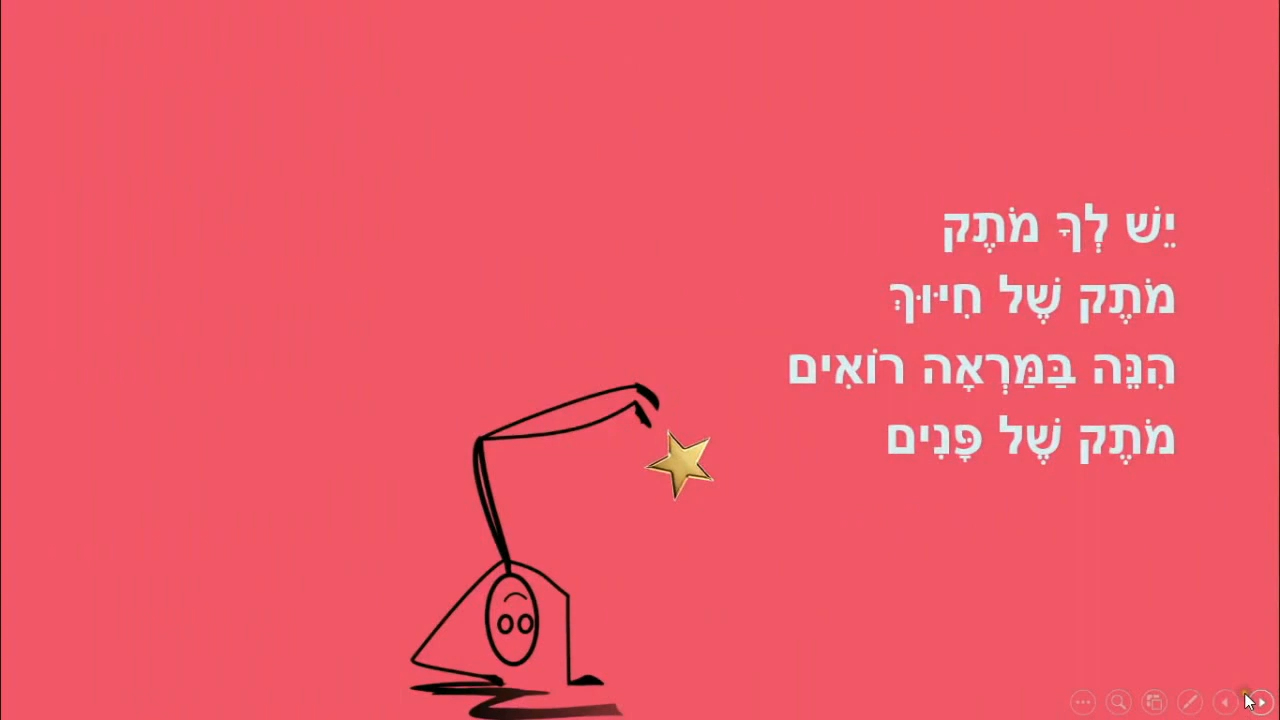 יֵשׁ לְךָ מֹתֶק
מֹתֶק שֶׁל חִיּוּךְ
הִנֵּה בַּמַּרְאָה רוֹאִים
מֹתֶק שֶׁל פָּנִים